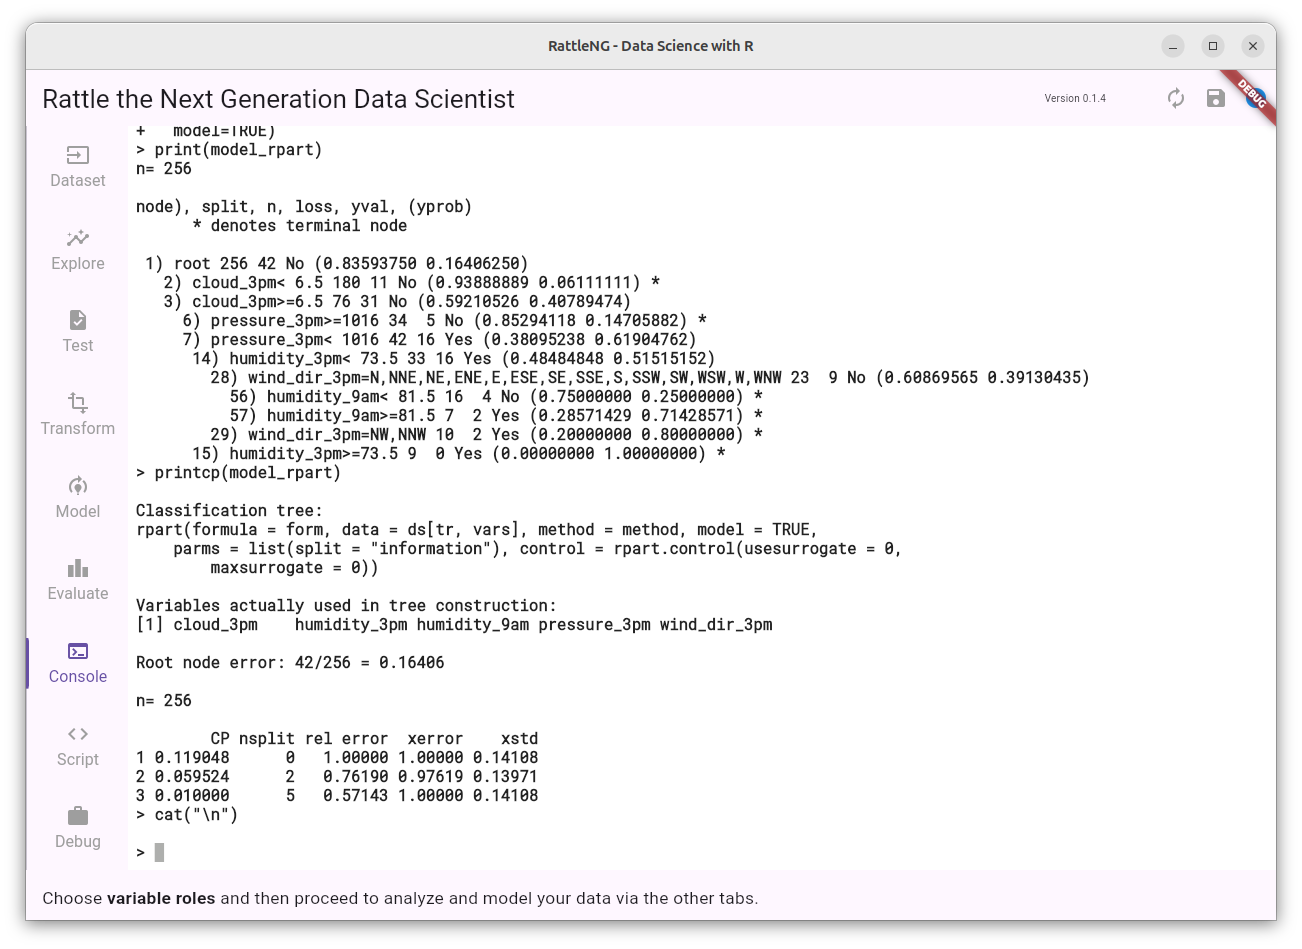 RattleNG - Data Science with R
Rattle the Next Generation Data Scientist
Version 0.1.4
DEBUG
Dataset
Explore
Test
Transform
Model
Evaluate
Console
Script
Debug
+   model=TRUE)
> print(model_rpart)
n= 256
node), split, n, loss, yval, (yprob)
      * denotes terminal node
 1) root 256 42 No (0.83593750 0.16406250)
   2) cloud_3pm< 6.5 180 11 No (0.93888889 0.06111111) *
   3) cloud_3pm>=6.5 76 31 No (0.59210526 0.40789474)
     6) pressure_3pm>=1016 34  5 No (0.85294118 0.14705882) *
     7) pressure_3pm< 1016 42 16 Yes (0.38095238 0.61904762)
      14) humidity_3pm< 73.5 33 16 Yes (0.48484848 0.51515152)
        28) wind_dir_3pm=N,NNE,NE,ENE,E,ESE,SE,SSE,S,SSW,SW,WSW,W,WNW 23  9 No (0.60869565 0.39130435)
          56) humidity_9am< 81.5 16  4 No (0.75000000 0.25000000) *
          57) humidity_9am>=81.5 7  2 Yes (0.28571429 0.71428571) *
        29) wind_dir_3pm=NW,NNW 10  2 Yes (0.20000000 0.80000000) *
      15) humidity_3pm>=73.5 9  0 Yes (0.00000000 1.00000000) *
> printcp(model_rpart)
Classification tree:
rpart(formula = form, data = ds[tr, vars], method = method, model = TRUE,
    parms = list(split = "information"), control = rpart.control(usesurrogate = 0,
        maxsurrogate = 0))
Variables actually used in tree construction:
[1] cloud_3pm    humidity_3pm humidity_9am pressure_3pm wind_dir_3pm
Root node error: 42/256 = 0.16406
n= 256
        CP nsplit rel error  xerror    xstd
1 0.119048      0   1.00000 1.00000 0.14108
2 0.059524      2   0.76190 0.97619 0.13971
3 0.010000      5   0.57143 1.00000 0.14108
> cat("\n")
>
Choose variable roles and then proceed to analyze and model your data via the other tabs.